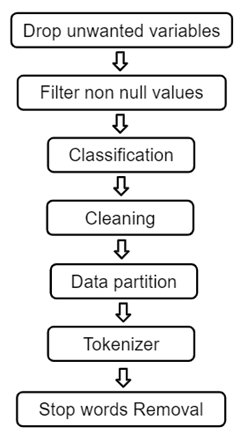 Drop unwanted variables
Filter non null values
Classification
Cleaning
Data partition
Tokenizer
Stop words Removal